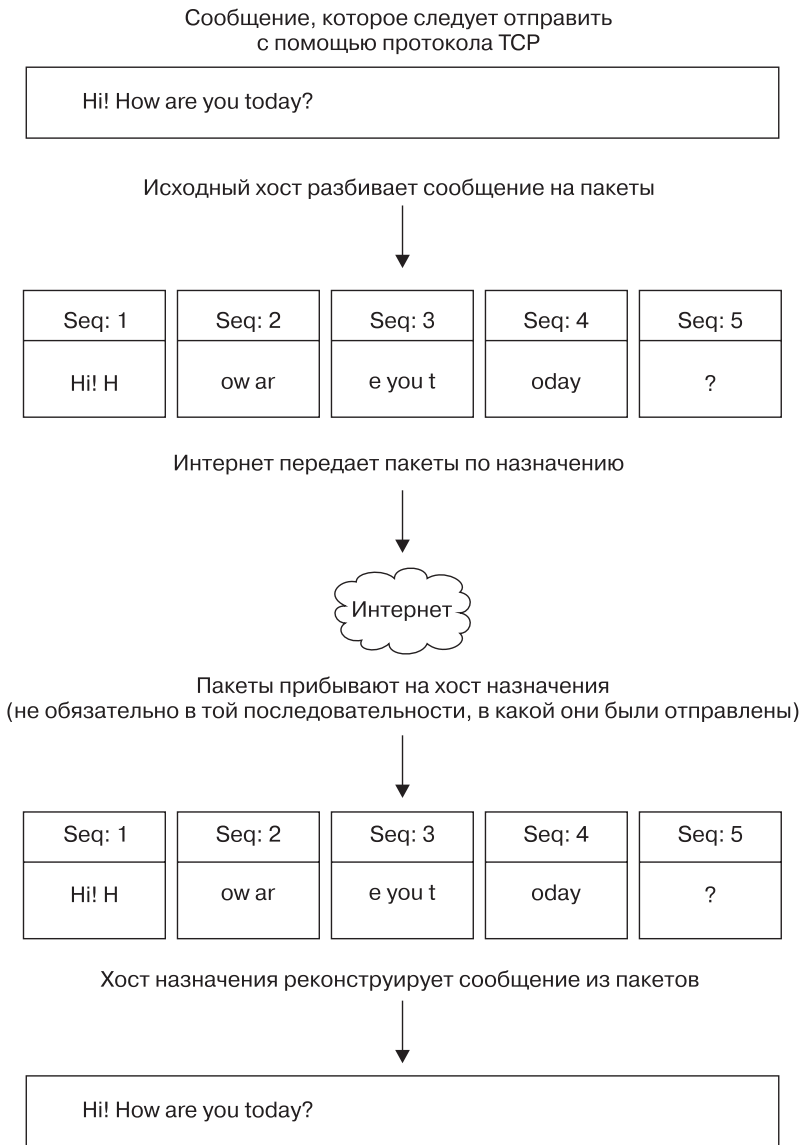 Сообщение, которое следует отправить
с помощью протокола TCP
Hi! How are you today?
Исходный хост разбивает сообщение на пакеты
Seq: 1 Seq: 2 Seq: 3 Seq: 4 Seq: 5
Hi! H ow ar e you t oday ?
Интернет передает пакеты по назначению
Интернет
Пакеты прибывают на хост назначения
(не обязательно в той последовательности, в какой они были отправлены)
Seq: 1 Seq: 2 Seq: 3 Seq: 4 Seq: 5
Hi! H ow ar e you t oday ?
Хост назначения реконструирует сообщение из пакетов
Hi! How are you today?